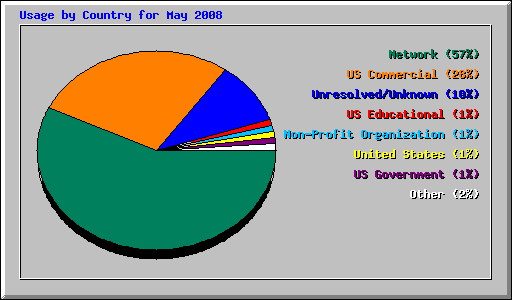 Usage by Country for May 2008
Network (57%)
US Commercial (28%)
Unresolved/Unknown (10%)
US Educational (1%)
Non-Profit Organization (1%)
United States (1%)
US Government (1%)
Other (2%)